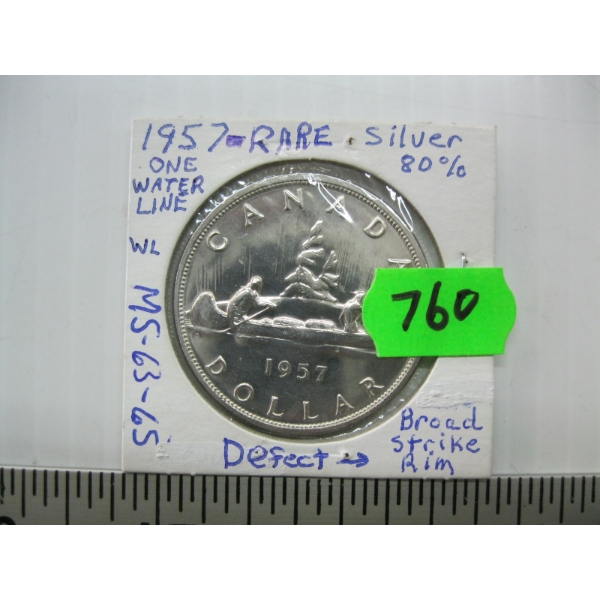 1957-RARE Silver
ONE 80%
WATER
LINE
WL MS-63-65
CANADA
760
1957
DOLLAR
Broad
Defect → Strike
Rim